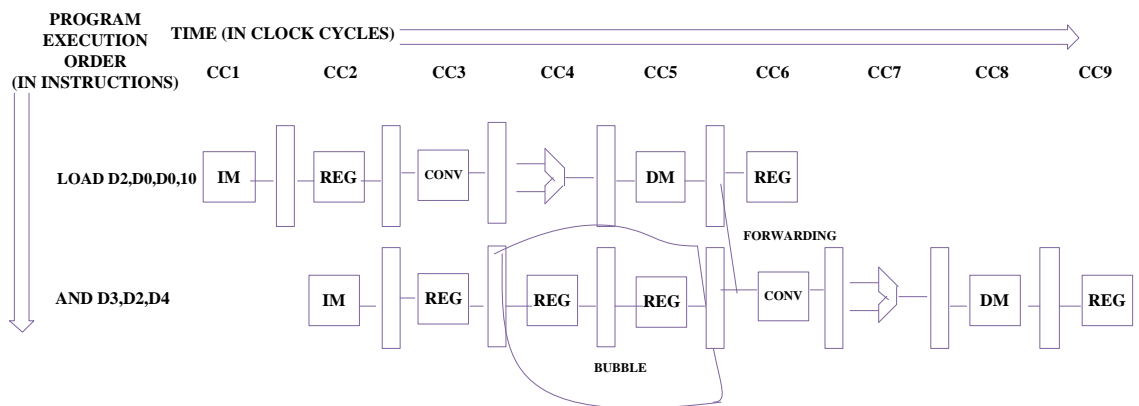 PROGRAM
EXECUTION
ORDER
(IN INSTRUCTIONS)
TIME (IN CLOCK CYCLES)
CC1 CC2 CC3 CC4 CC5 CC6 CC7 CC8 CC9
LOAD D2,D0,D0,10 IM REG CONV DM REG
FORWARDING
AND D3,D2,D4 IM REG REG REG CONV DM REG
BUBBLE